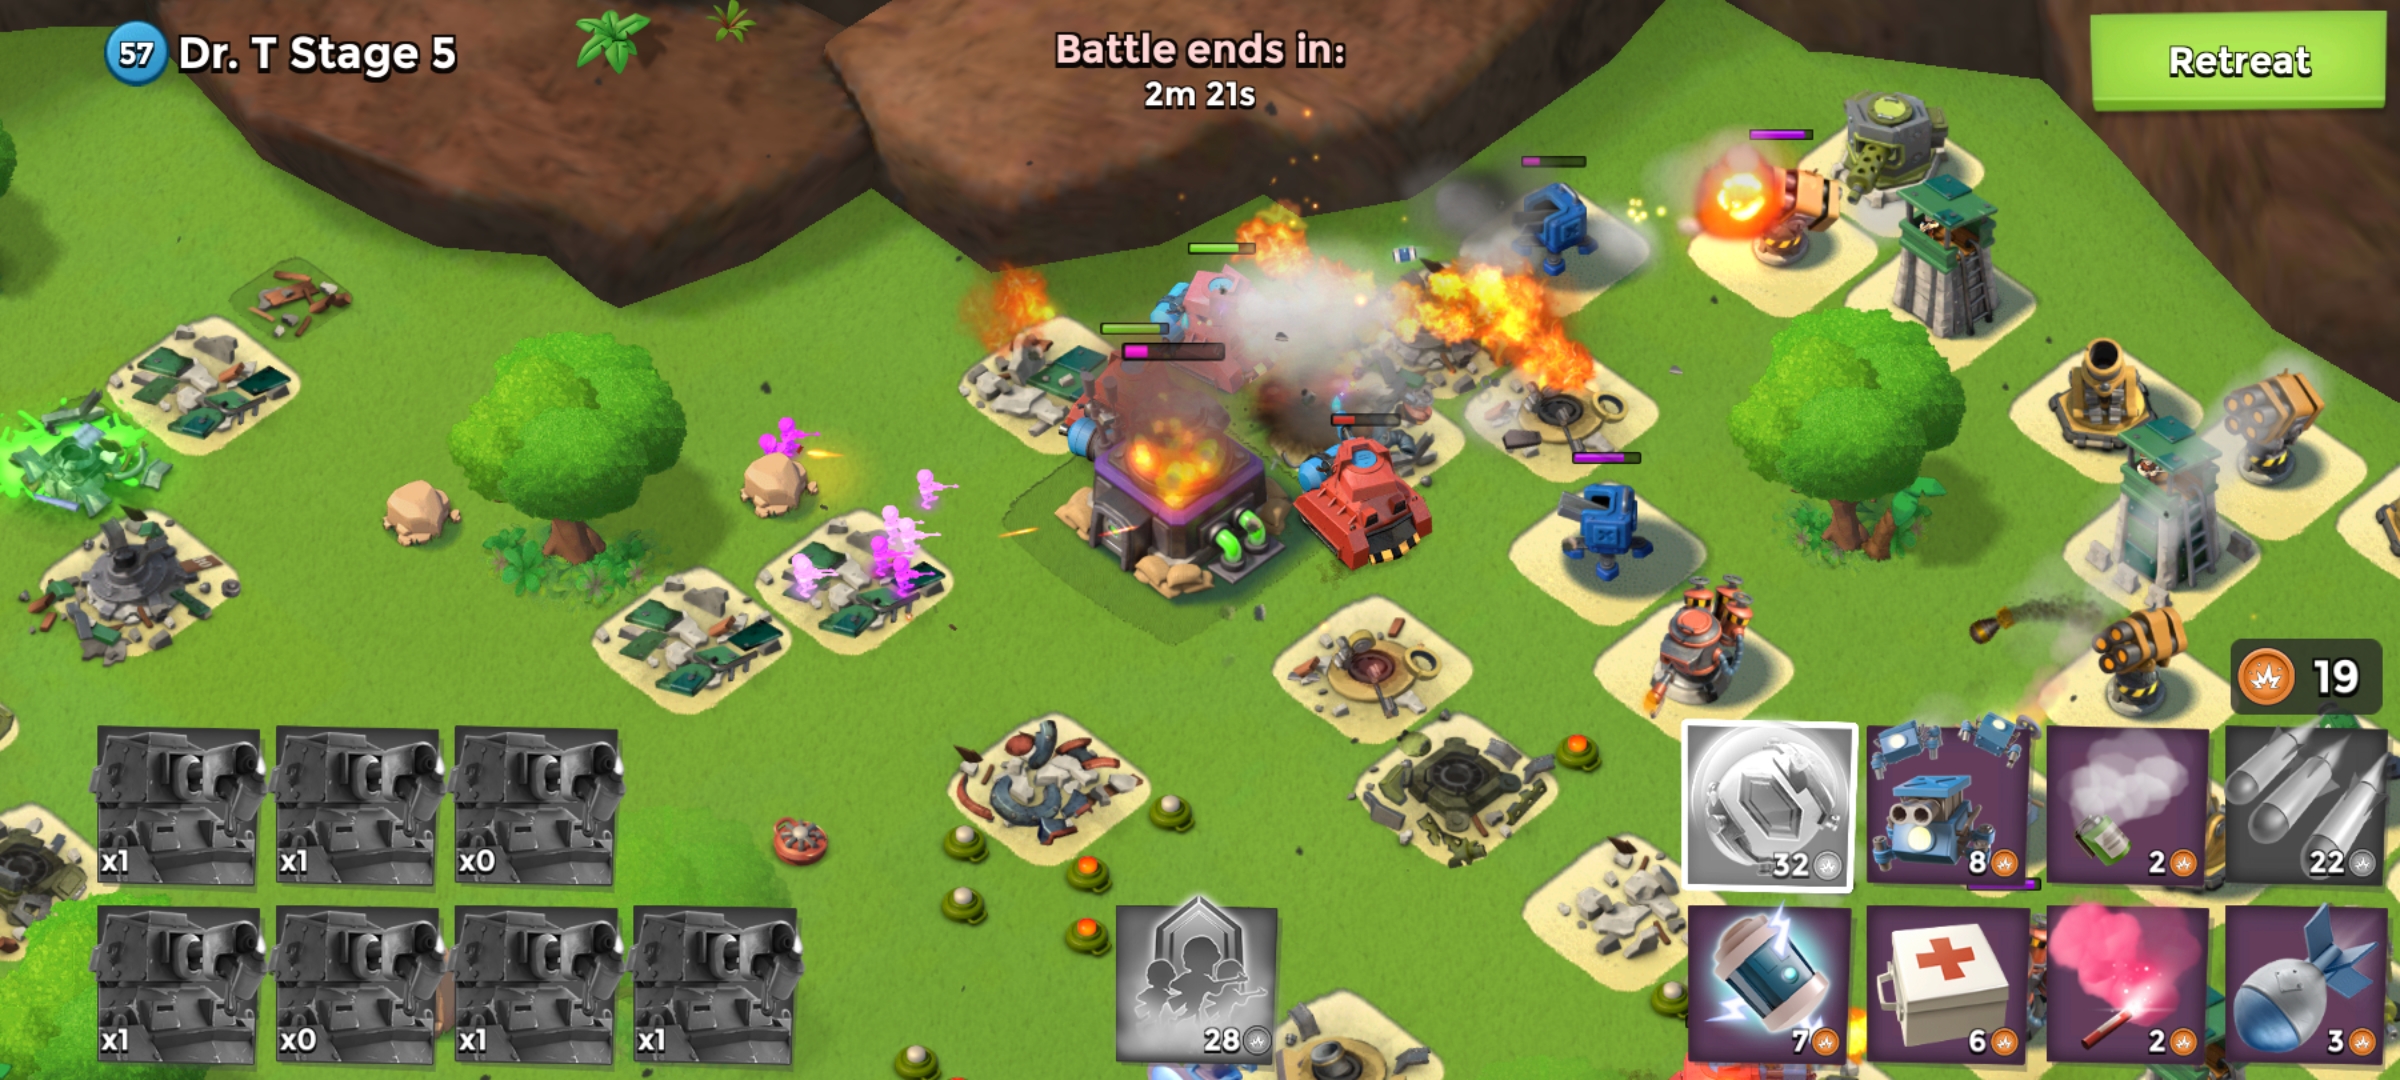 57 Dr. T Stage 5
Battle ends in:
2m 21s
Retreat
19
x1
x1
x0
32
8
2
22
x1
x0
x1
x1
28
7
6
2
3